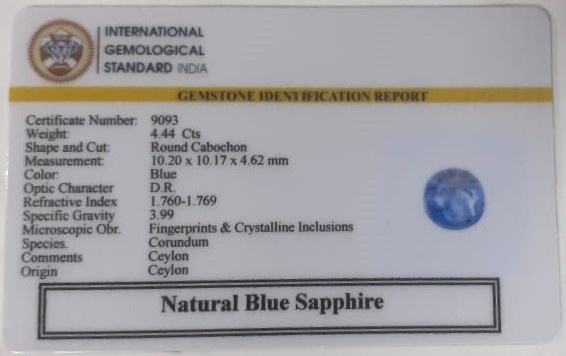 INTERNATIONAL
GEMOLOGICAL
STANDARD INDIA
GEMSTONE IDENTIFICATION REPORT
Certificate Number: 9093
Weight: 4.44 Cts
Shape and Cut: Round Cabochon
Measurement: 10.20 x 10.17 x 4.62 mm
Color: Blue
Optic Character D.R.
Refractive Index 1.760-1.769
Specific Gravity 3.99
Microscopic Obr. Fingerprints & Crystalline Inclusions
Species. Corundum
Comments Ceylon
Origin Ceylon
Natural Blue Sapphire